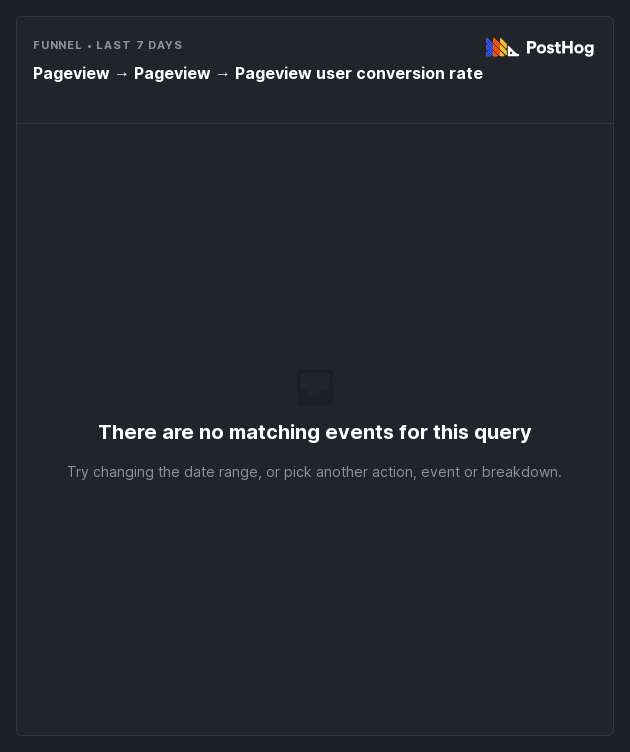 FUNNEL • LAST 7 DAYS
PostHog
Pageview → Pageview → Pageview user conversion rate
There are no matching events for this query
Try changing the date range, or pick another action, event or breakdown.